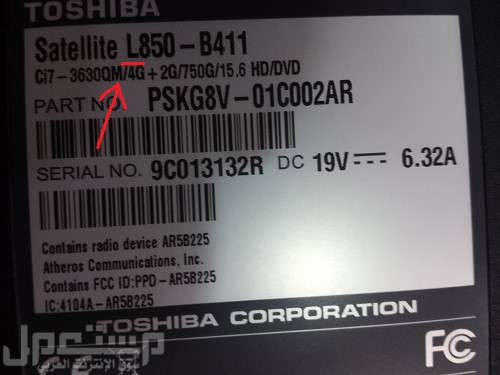 TOSHIBA
Satellite L850-B411
Ci7-3630QM/4G+2G/750G/15.6 HD/DVD
PART NO. PSKG8V-01C002AR
SERIAL NO. 9C013132R DC 19V 6.32A
Contains radio device AR5B225
Atheros Communications, Inc.
Contains FCC ID:PPD-AR5B225
IC:4104A-AR5B225
TOSHIBA CORPORATION
FC
مستعمل
سوق الإنترنت العربي